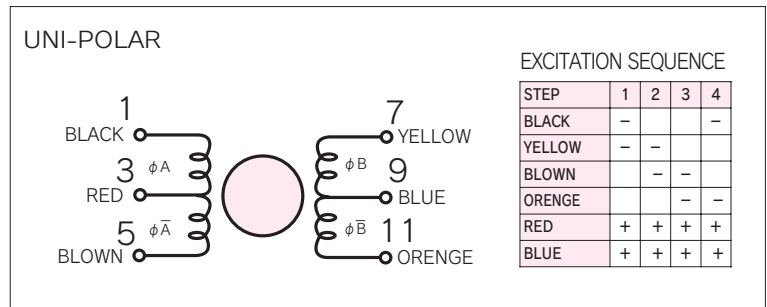 UNI-POLAR
1
BLACK
3 φA
RED
5 φA̅
BLOWN
7
YELLOW
φB 9
BLUE
φB̅ 11
ORENGE
EXCITATION SEQUENCE
STEP 1 2 3 4
BLACK – –
YELLOW – –
BLOWN – –
ORENGE – –
RED + + + +
BLUE + + + +